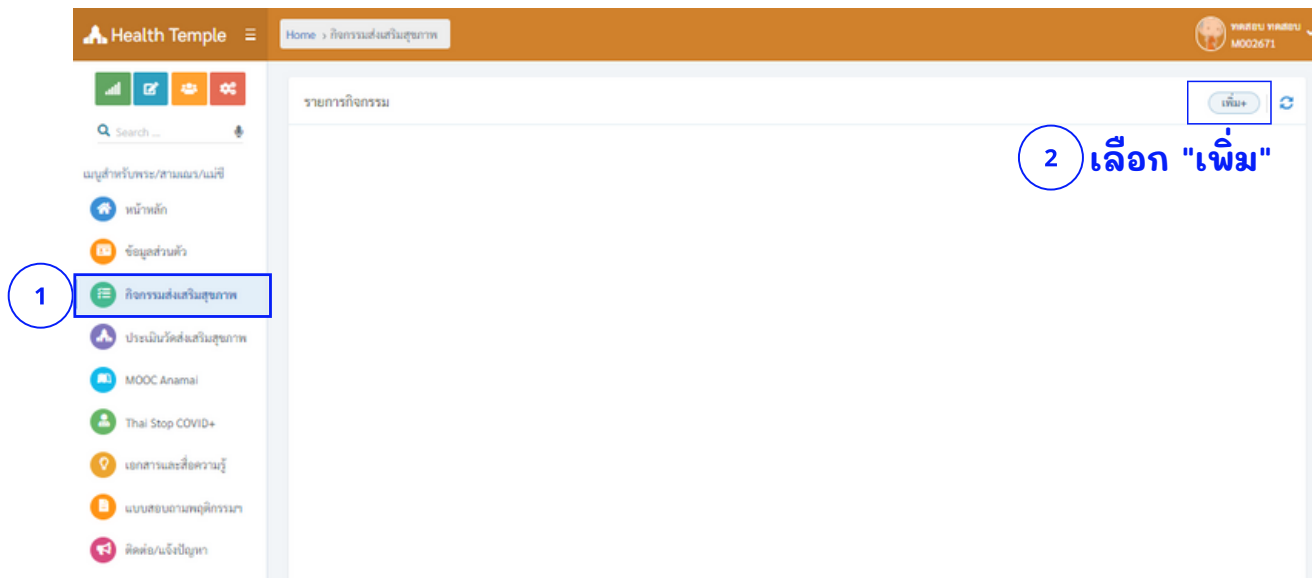 Health Temple
Home › กิจกรรมส่งเสริมสุขภาพ
ทดสอบ ทดสอบ
M002671
Search ...
รายการกิจกรรม
เพิ่ม+
2 เลือก "เพิ่ม"
เมนูสำหรับพระ/สามเณร/แม่ชี
หน้าหลัก
ข้อมูลส่วนตัว
1 กิจกรรมส่งเสริมสุขภาพ
ประเมินวัดส่งเสริมสุขภาพ
MOOC Anamai
Thai Stop COVID+
เอกสารและสื่อความรู้
แบบสอบถามพฤติกรรมฯ
ติดต่อ/แจ้งปัญหา